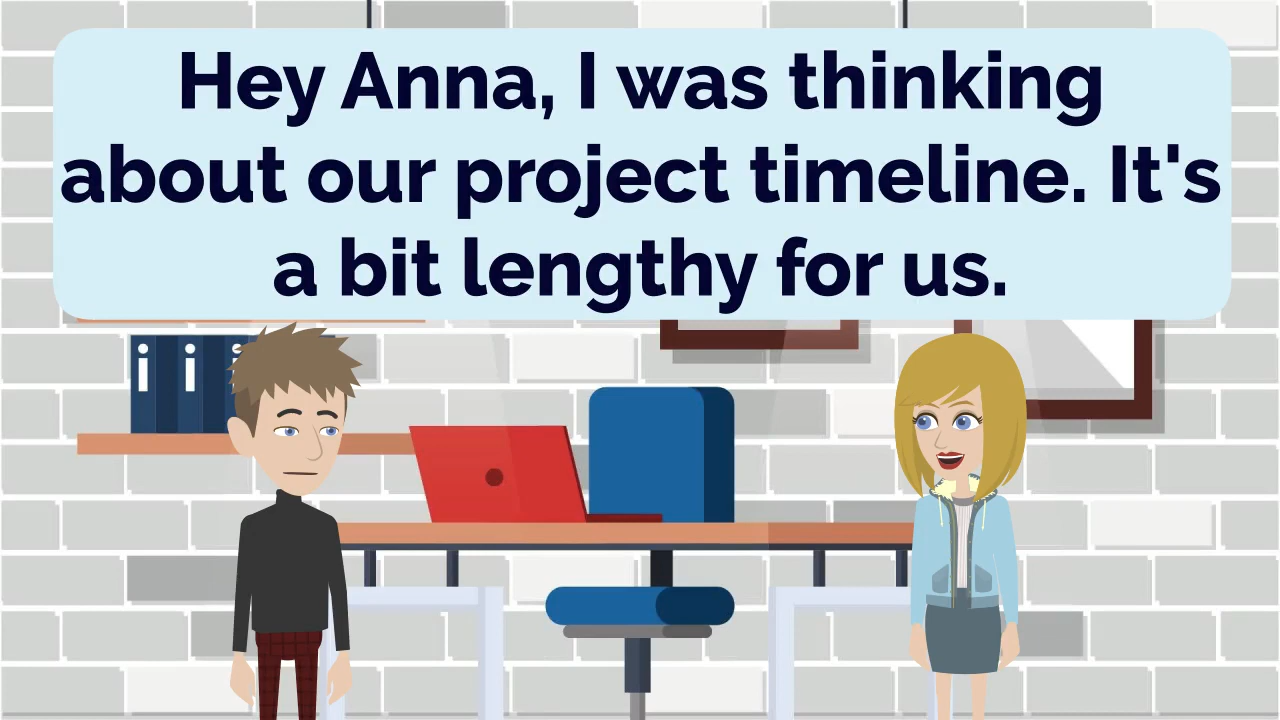 Hey Anna, I was thinking
about our project timeline. It's
a bit lengthy for us.